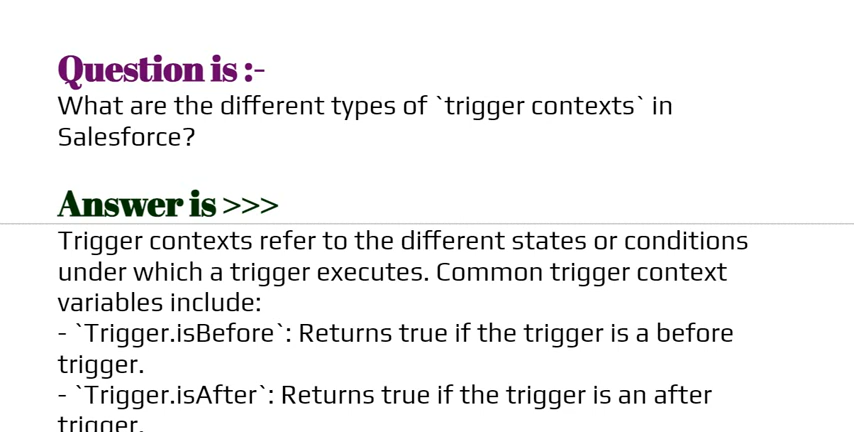 Question is :-
What are the different types of `trigger contexts` in
Salesforce?
Answer is >>>
Trigger contexts refer to the different states or conditions
under which a trigger executes. Common trigger context
variables include:
- `Trigger.isBefore`: Returns true if the trigger is a before
trigger.
- `Trigger.isAfter`: Returns true if the trigger is an after
trigger.